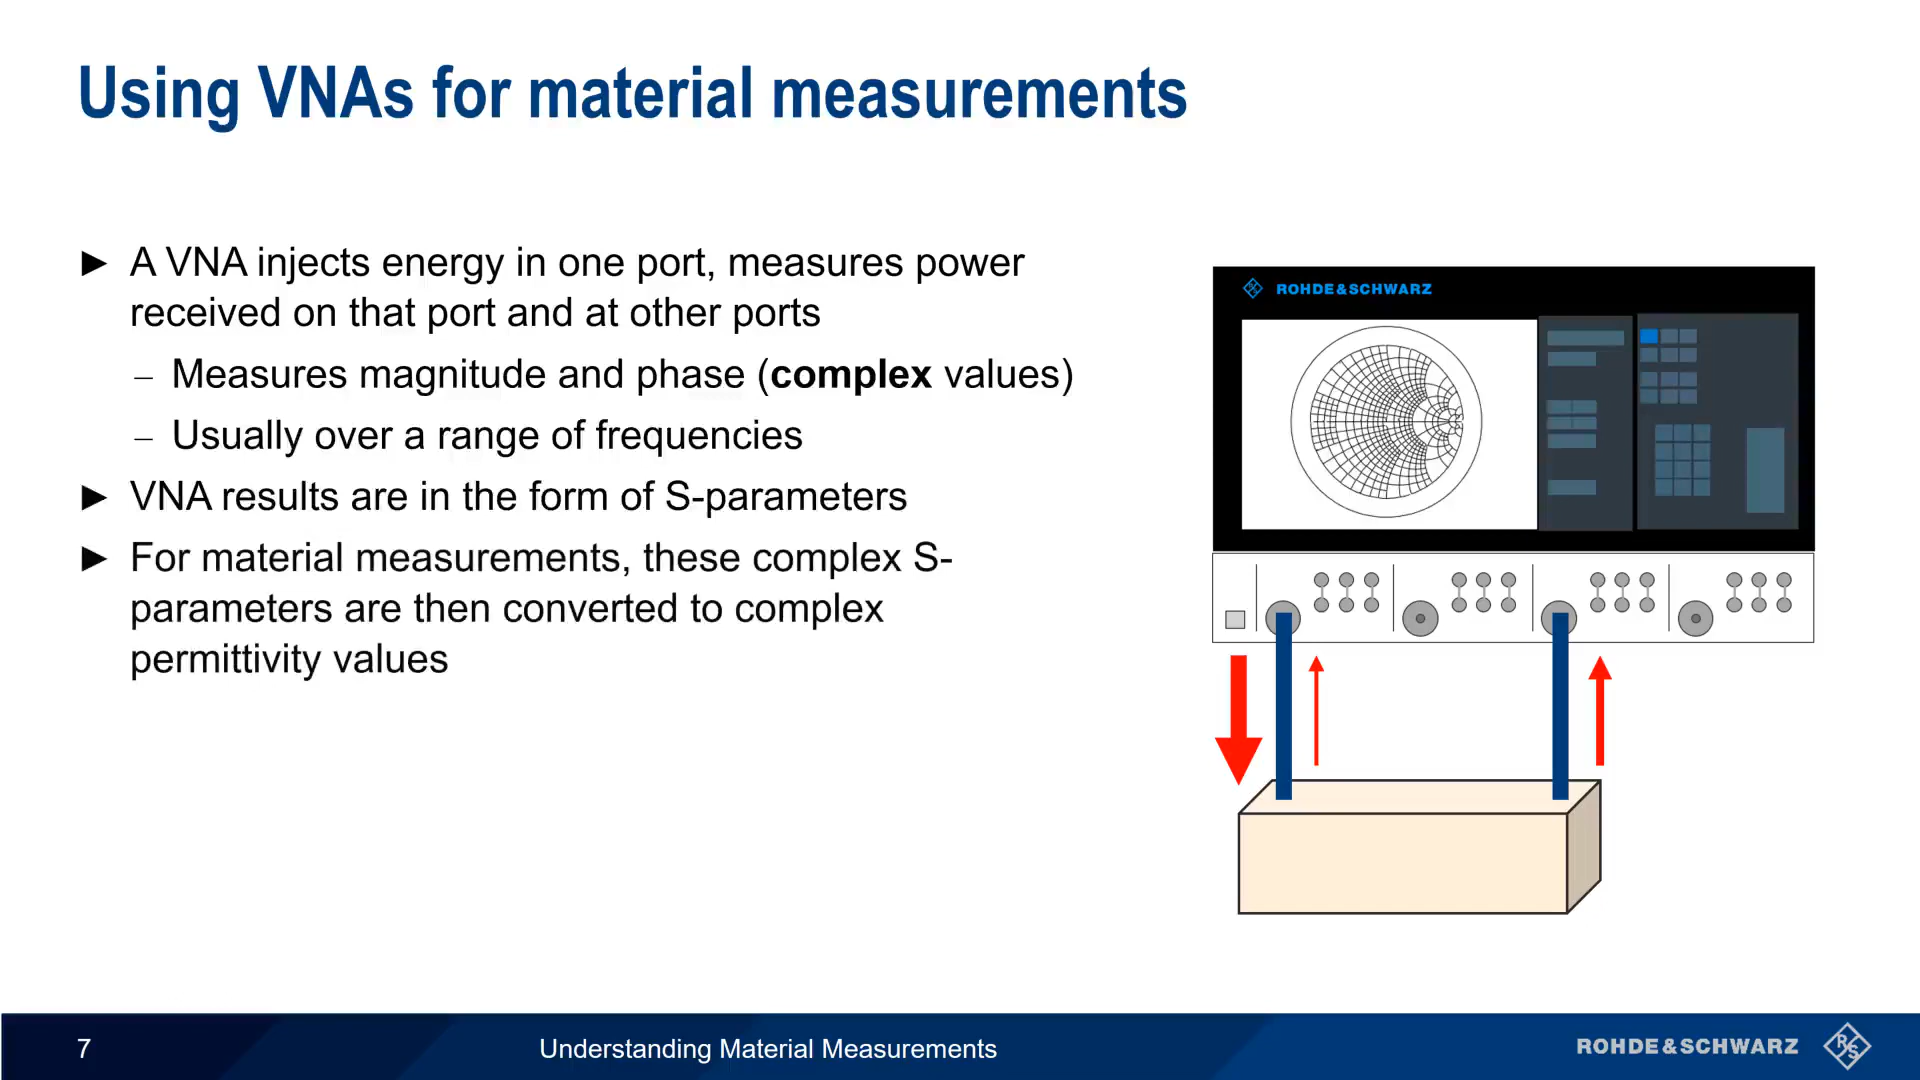 Using VNAs for material measurements
► A VNA injects energy in one port, measures power
received on that port and at other ports
– Measures magnitude and phase (complex values)
– Usually over a range of frequencies
► VNA results are in the form of S-parameters
► For material measurements, these complex S-
parameters are then converted to complex
permittivity values
ROHDE&SCHWARZ
7
Understanding Material Measurements
ROHDE&SCHWARZ
R
S